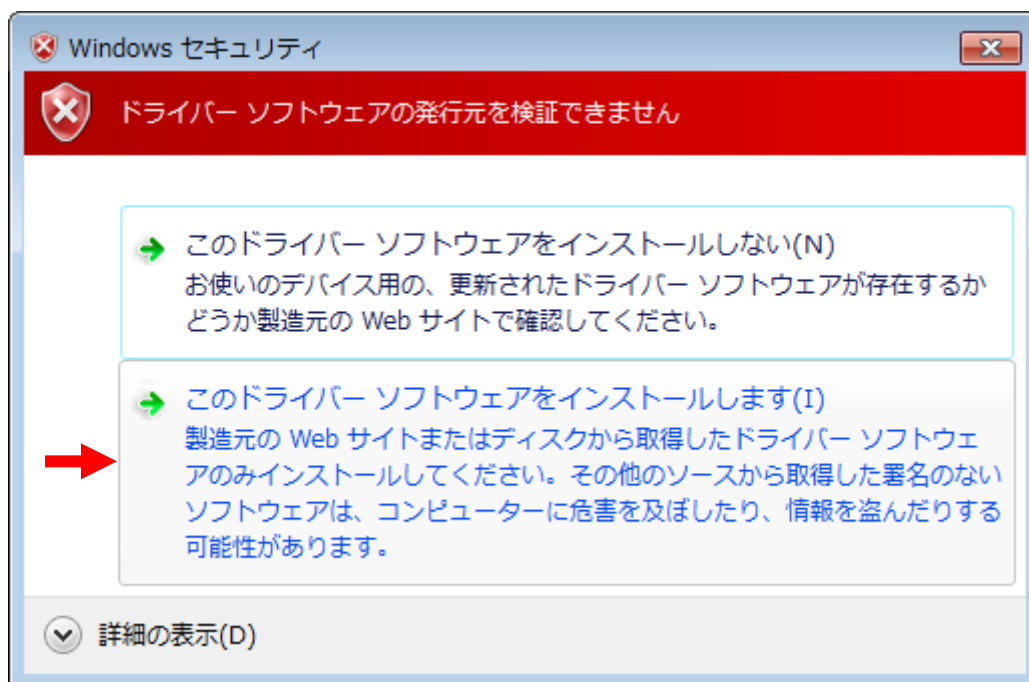 Windows セキュリティ
ドライバー ソフトウェアの発行元を検証できません
このドライバー ソフトウェアをインストールしない(N)
お使いのデバイス用の、更新されたドライバー ソフトウェアが存在するか
どうか製造元の Web サイトで確認してください。
このドライバー ソフトウェアをインストールします(I)
製造元の Web サイトまたはディスクから取得したドライバー ソフトウェ
アのみインストールしてください。その他のソースから取得した署名のない
ソフトウェアは、コンピューターに危害を及ぼしたり、情報を盗んだりする
可能性があります。
詳細の表示(D)